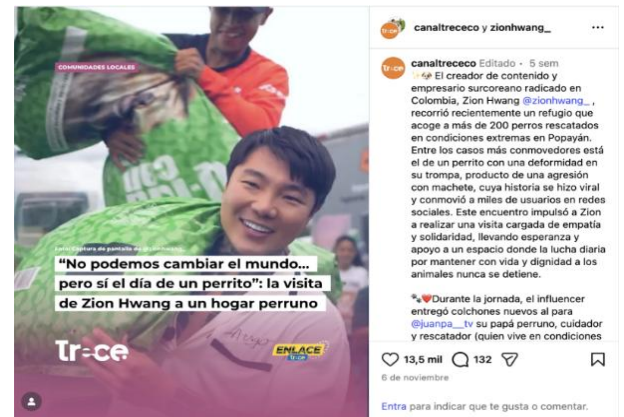 canaltrececo y zionhwang_
canaltrececo Editado · 5 sem
✨🐶 El creador de contenido y
empresario surcoreano radicado en
Colombia, Zion Hwang @zionhwang_ ,
recorrió recientemente un refugio que
acoge a más de 200 perros rescatados
en condiciones extremas en Popayán.
Entre los casos más conmovedores está
el de un perrito con una deformidad en
su trompa, producto de una agresión
con machete, cuya historia se hizo viral
y conmovió a miles de usuarios en redes
sociales. Este encuentro impulsó a Zion
a realizar una visita cargada de empatía
y solidaridad, llevando esperanza y
apoyo a un espacio donde la lucha diaria
por mantener con vida y dignidad a los
animales nunca se detiene.
🐾❤️Durante la jornada, el influencer
entregó colchones nuevos al para
@juanpa__tv su papá perruno, cuidador
y rescatador (quien vive en condiciones
13,5 mil 132
6 de noviembre
Entra para indicar que te gusta o comentar.
COMUNIDADES LOCALES
“No podemos cambiar el mundo...
pero sí el día de un perrito”: la visita
de Zion Hwang a un hogar perruno
Trece
ENLACE
trece